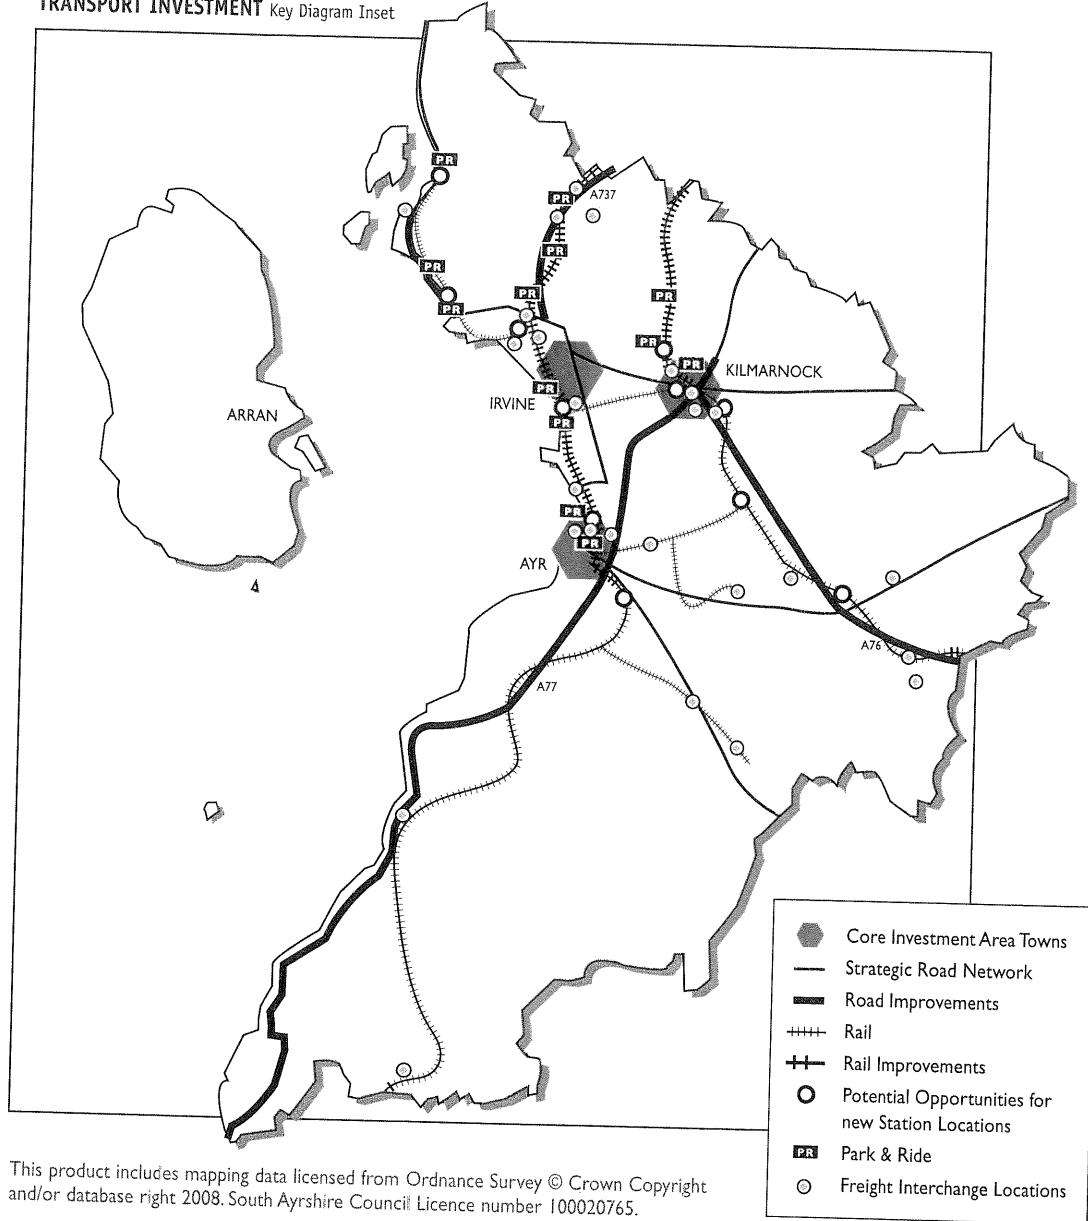 TRANSPORT INVESTMENT Key Diagram Inset
PR
PR
A737
PR
PR
PR
PR
PR
PR
PR
KILMARNOCK
PR
IRVINE
PR
ARRAN
PR
PR
AYR
A76
A77
Core Investment Area Towns
Strategic Road Network
Road Improvements
Rail
Rail Improvements
Potential Opportunities for
new Station Locations
PR Park & Ride
Freight Interchange Locations
This product includes mapping data licensed from Ordnance Survey © Crown Copyright
and/or database right 2008. South Ayrshire Council Licence number 100020765.